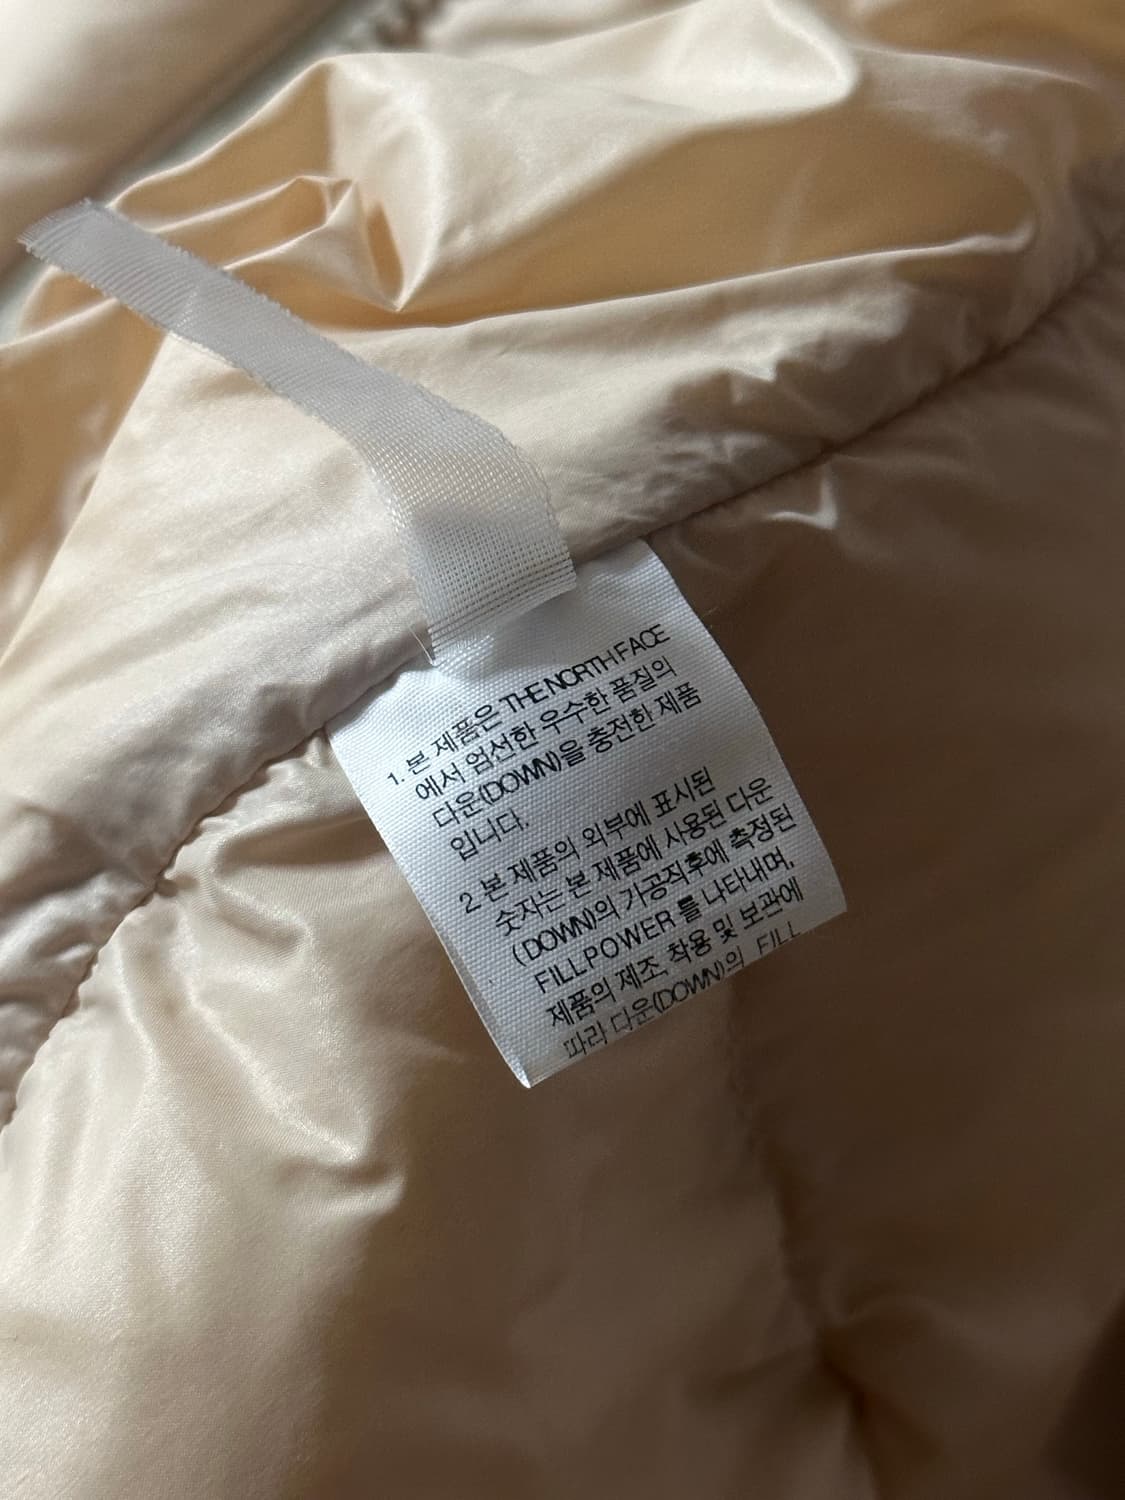 1. 본 제품은 THE NORTH FACE
에서 엄선한 우수한 품질의
다운(DOWN)을 충전한 제품
입니다.
2 본 제품의 외부에 표시된
숫자는 본 제품에 사용된 다운
(DOWN)의 가공직후에 측정된
FILLPOWER 를 나타내며,
제품의 제조, 착용 및 보관에
따라 다운(DOWN)의 FILL